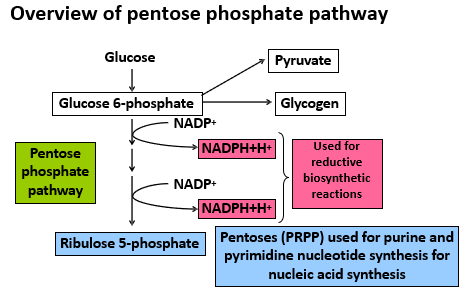 Overview of pentose phosphate pathway
Glucose
Pyruvate
Glucose 6-phosphate
Glycogen
NADP+
NADPH+H+
Pentose
phosphate
pathway
Used for
reductive
biosynthetic
reactions
NADP+
NADPH+H+
Ribulose 5-phosphate
Pentoses (PRPP) used for purine and
pyrimidine nucleotide synthesis for
nucleic acid synthesis